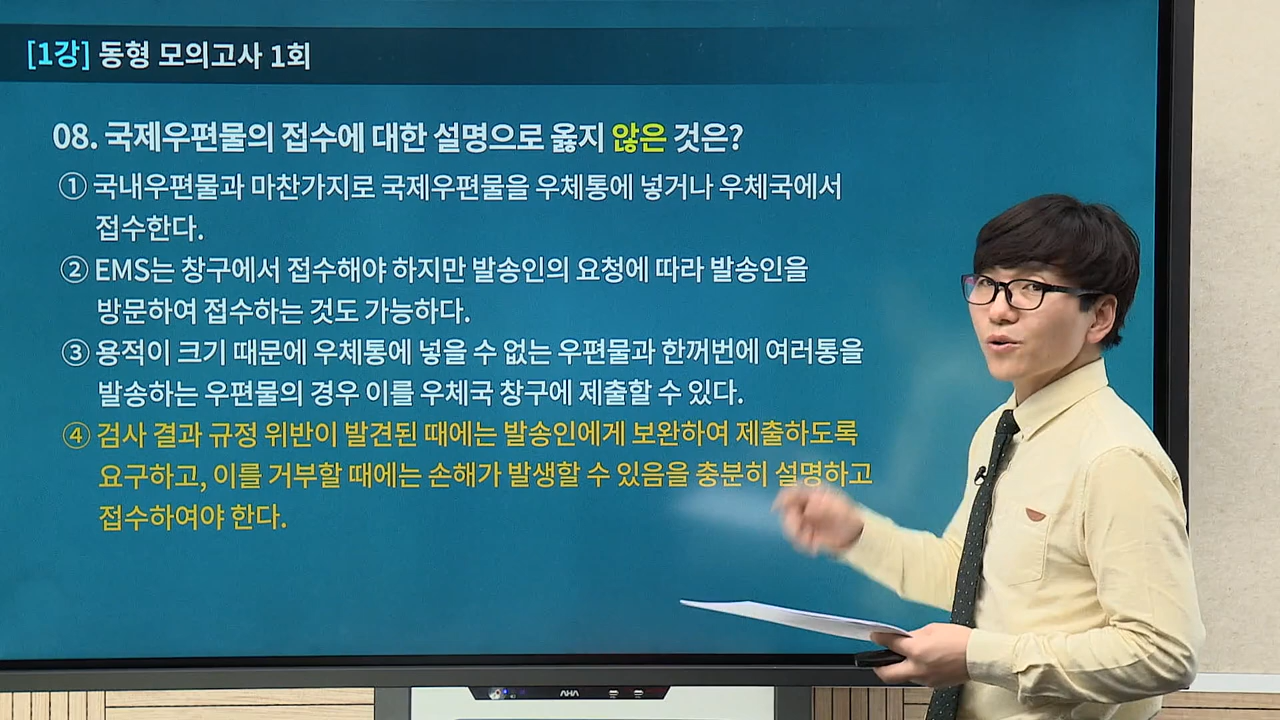 [1강] 동형 모의고사 1회
08. 국제우편물의 접수에 대한 설명으로 옳지 않은 것은?
① 국내우편물과 마찬가지로 국제우편물을 우체통에 넣거나 우체국에서
접수한다.
② EMS는 창구에서 접수해야 하지만 발송인의 요청에 따라 발송인을
방문하여 접수하는 것도 가능하다.
③ 용적이 크기 때문에 우체통에 넣을 수 없는 우편물과 한꺼번에 여러통을
발송하는 우편물의 경우 이를 우체국 창구에 제출할 수 있다.
④ 검사 결과 규정 위반이 발견된 때에는 발송인에게 보완하여 제출하도록
요구하고, 이를 거부할 때에는 손해가 발생할 수 있음을 충분히 설명하고
접수하여야 한다.
AHA